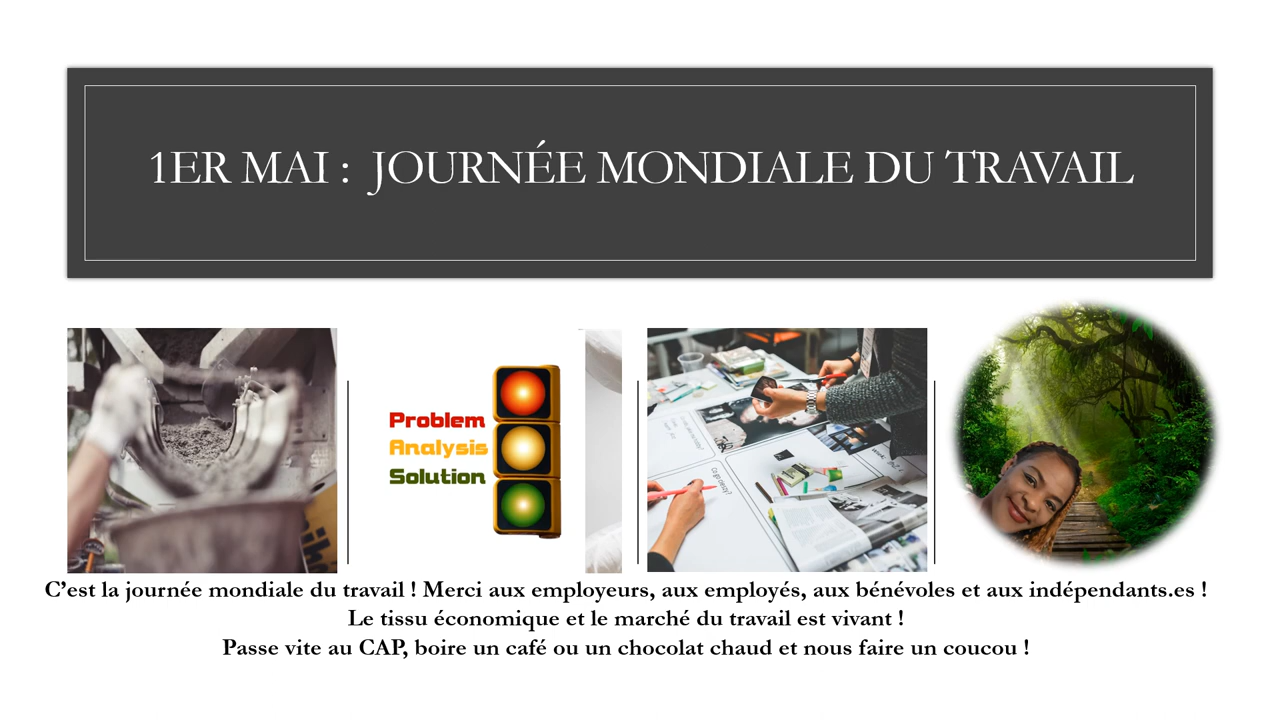 1ER MAI : JOURNÉE MONDIALE DU TRAVAIL
Problem
Analysis
Solution
C’est la journée mondiale du travail ! Merci aux employeurs, aux employés, aux bénévoles et aux indépendants.es !
Le tissu économique et le marché du travail est vivant !
Passe vite au CAP, boire un café ou un chocolat chaud et nous faire un coucou !